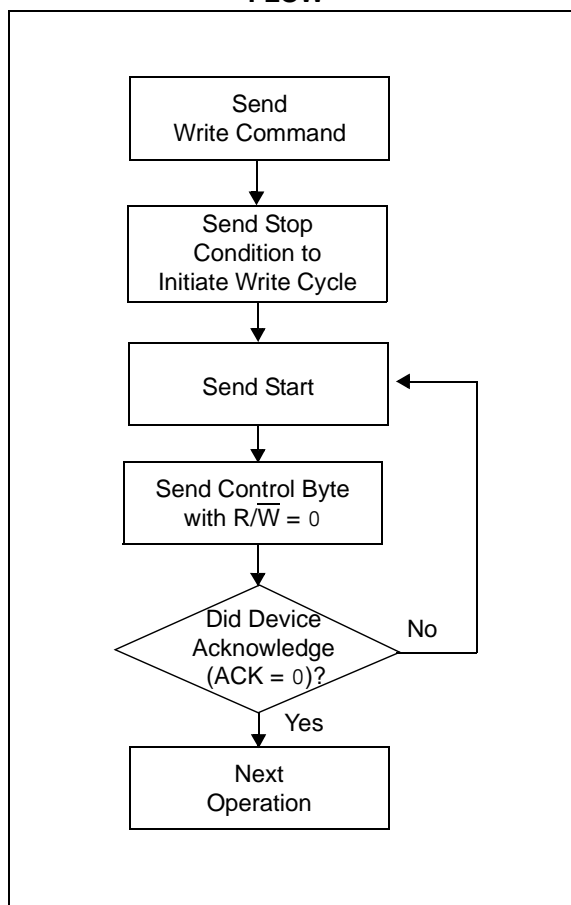 FLOW
Send
Write Command
Send Stop
Condition to
Initiate Write Cycle
Send Start
Send Control Byte
with R/W̅ = 0
Did Device
Acknowledge
(ACK = 0)?
No
Yes
Next
Operation